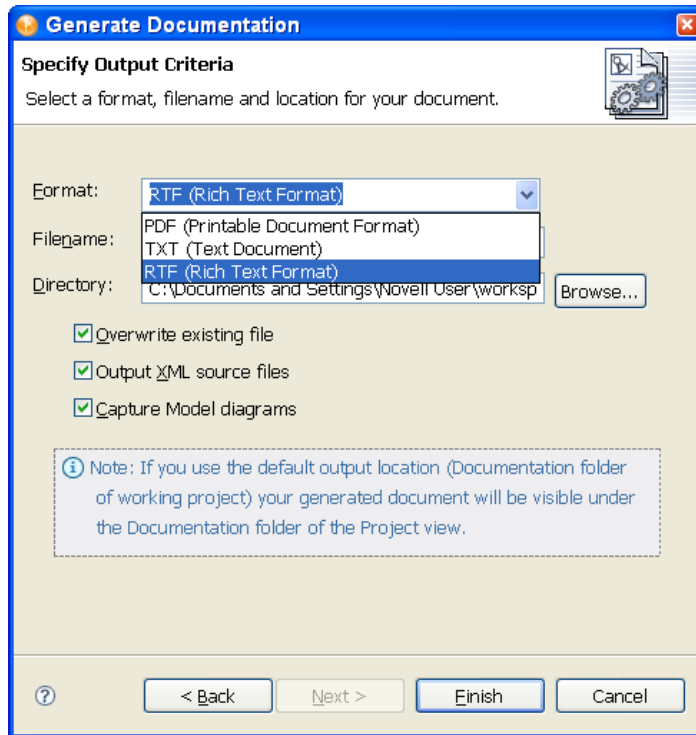 Generate Documentation
Specify Output Criteria
Select a format, filename and location for your document.
Format:
RTF (Rich Text Format)
PDF (Printable Document Format)
Filename:
TXT (Text Document)
RTF (Rich Text Format)
Directory:
C:\Documents and Settings\Novell User\worksp
Browse...
Overwrite existing file
Output XML source files
Capture Model diagrams
Note: If you use the default output location (Documentation folder
of working project) your generated document will be visible under
the Documentation folder of the Project view.
< Back
Next >
Finish
Cancel